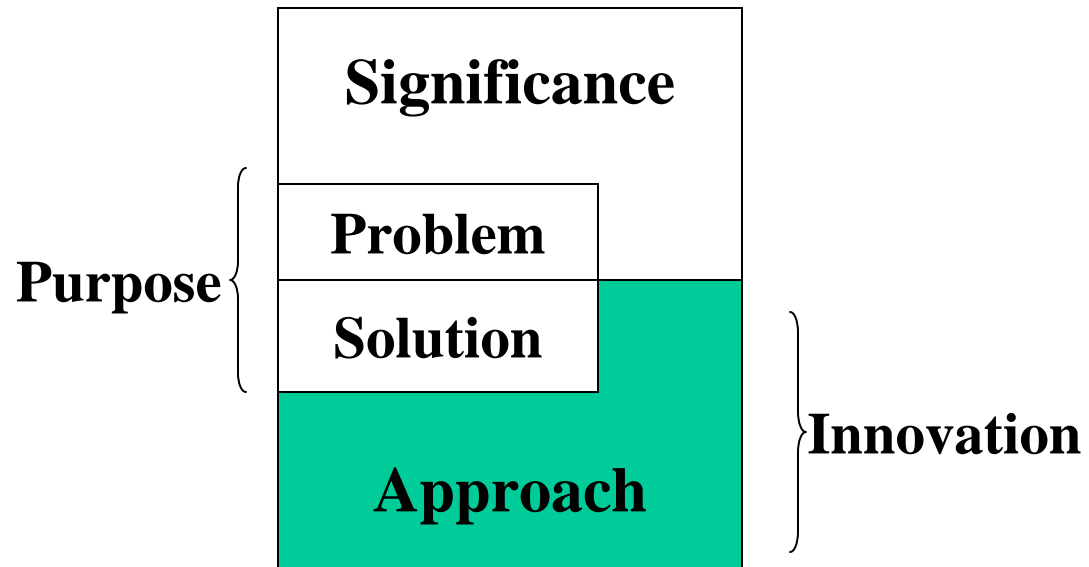 Significance
Problem
Purpose
Solution
Innovation
Approach